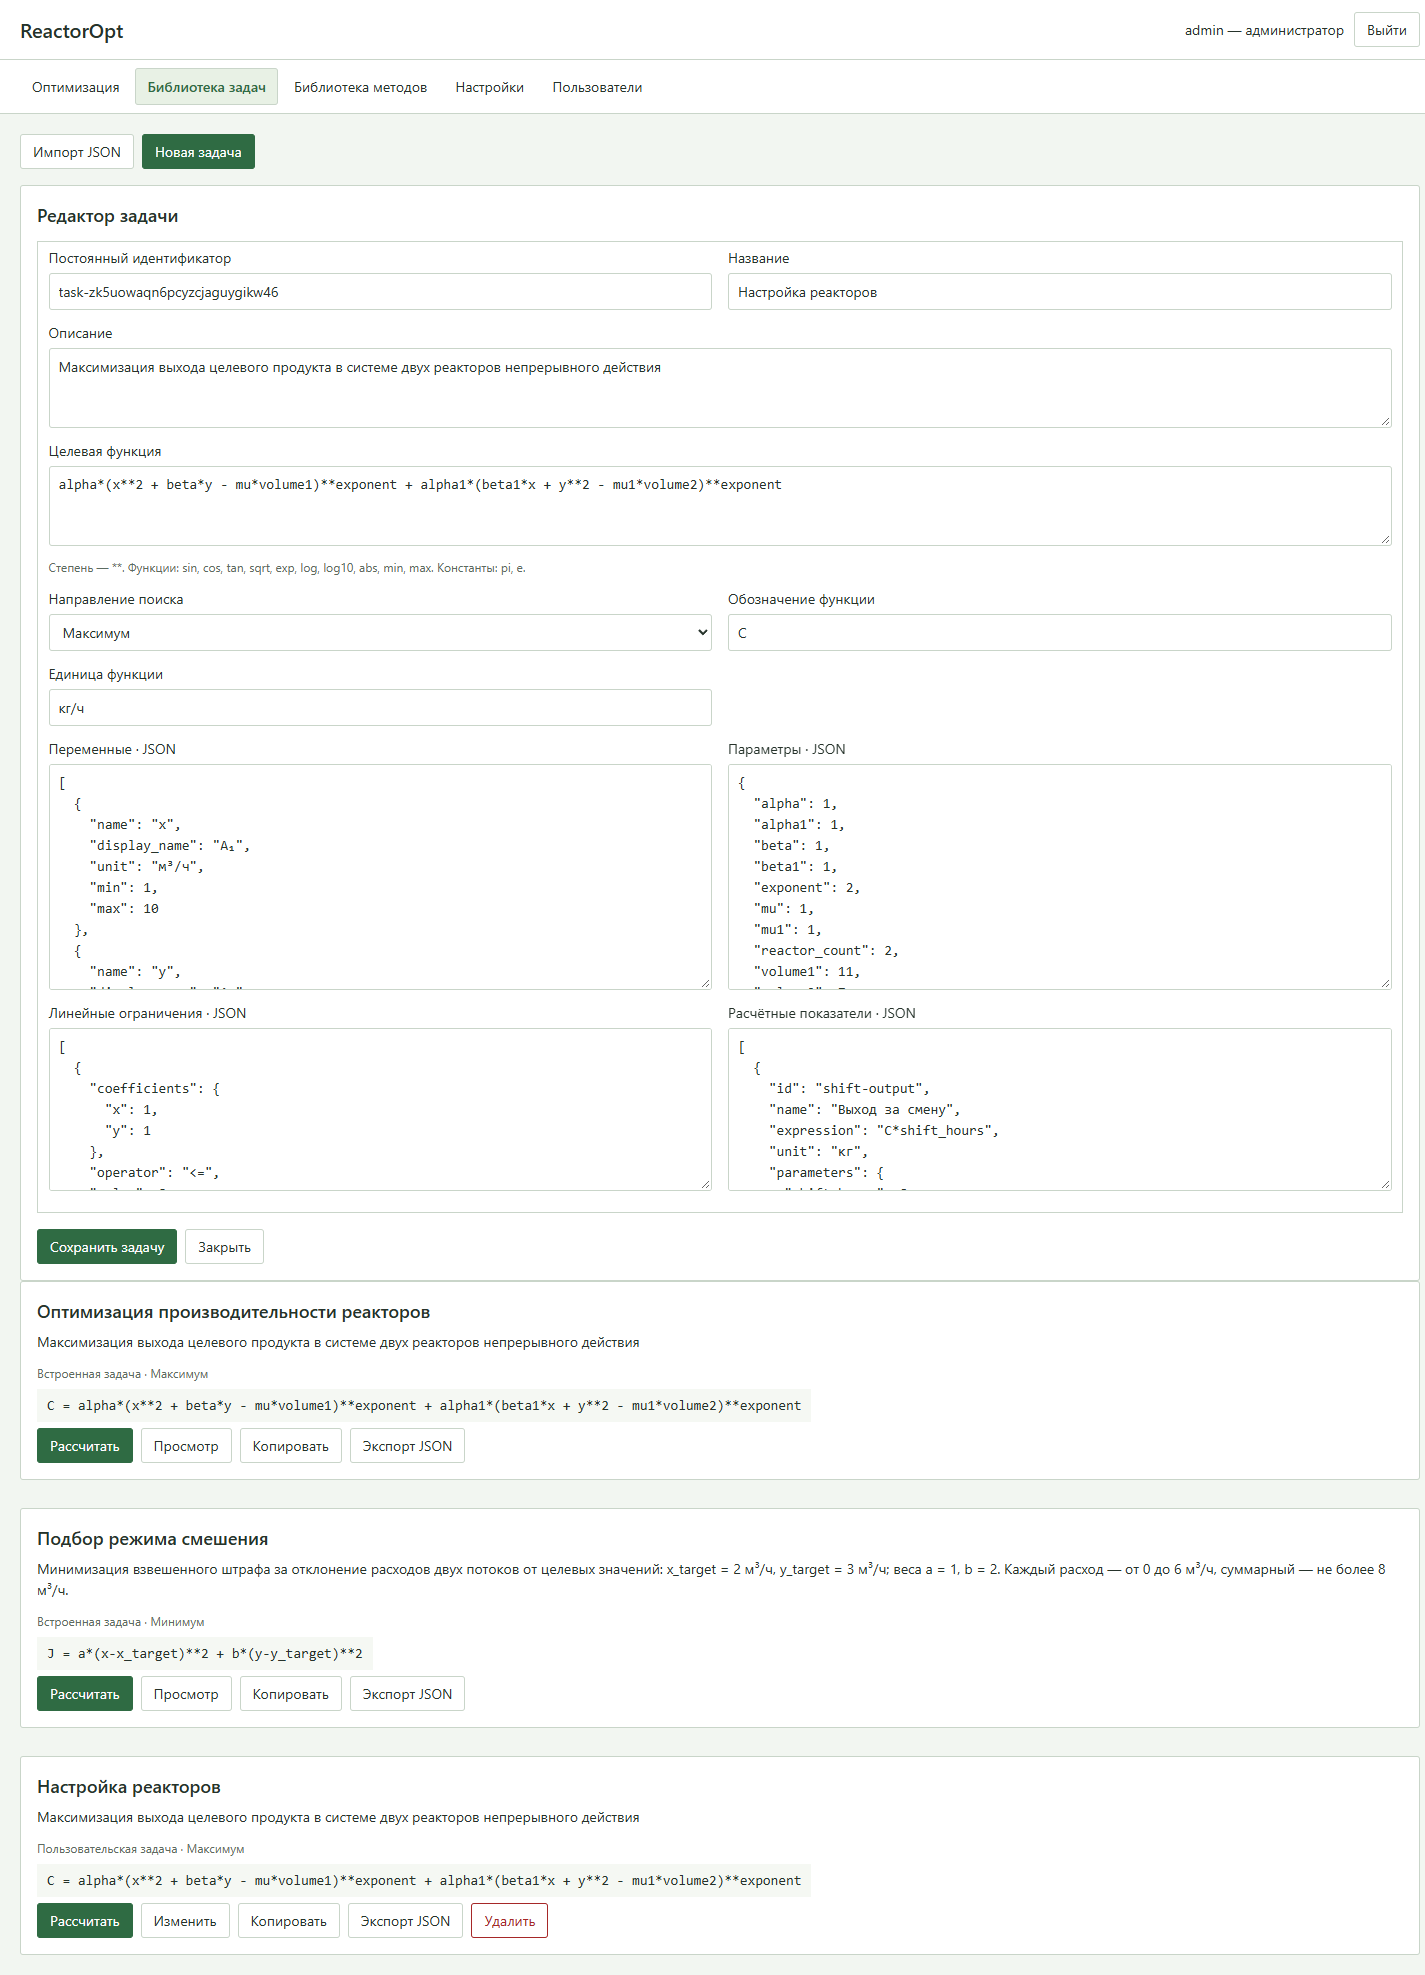 ReactorOpt
admin — администратор
Выйти
Оптимизация
Библиотека задач
Библиотека методов
Настройки
Пользователи
Импорт JSON
Новая задача
Редактор задачи
Постоянный идентификатор
Название
task-zk5uowaqn6pcyzcjaguygikw46
Настройка реакторов
Описание
Максимизация выхода целевого продукта в системе двух реакторов непрерывного действия
Целевая функция
alpha*(x**2 + beta*y - mu*volume1)**exponent + alpha1*(beta1*x + y**2 - mu1*volume2)**exponent
Степень — **. Функции: sin, cos, tan, sqrt, exp, log, log10, abs, min, max. Константы: pi, e.
Направление поиска
Обозначение функции
Максимум
C
Единица функции
кг/ч
Переменные · JSON
[
{
"name": "x",
"display_name": "A₁",
"unit": "м³/ч",
"min": 1,
"max": 10
},
{
"name": "y",
Параметры · JSON
{
"alpha": 1,
"alpha1": 1,
"beta": 1,
"beta1": 1,
"exponent": 2,
"mu": 1,
"mu1": 1,
"reactor_count": 2,
"volume1": 11,
Линейные ограничения · JSON
[
{
"coefficients": {
"x": 1,
"y": 1
},
"operator": "<=",
Расчётные показатели · JSON
[
{
"id": "shift-output",
"name": "Выход за смену",
"expression": "C*shift_hours",
"unit": "кг",
"parameters": {
Сохранить задачу
Закрыть
Оптимизация производительности реакторов
Максимизация выхода целевого продукта в системе двух реакторов непрерывного действия
Встроенная задача · Максимум
C = alpha*(x**2 + beta*y - mu*volume1)**exponent + alpha1*(beta1*x + y**2 - mu1*volume2)**exponent
Рассчитать
Просмотр
Копировать
Экспорт JSON
Подбор режима смешения
Минимизация взвешенного штрафа за отклонение расходов двух потоков от целевых значений: x_target = 2 м³/ч, y_target = 3 м³/ч; веса a = 1, b = 2. Каждый расход — от 0 до 6 м³/ч, суммарный — не более 8
м³/ч.
Встроенная задача · Минимум
J = a*(x-x_target)**2 + b*(y-y_target)**2
Рассчитать
Просмотр
Копировать
Экспорт JSON
Настройка реакторов
Максимизация выхода целевого продукта в системе двух реакторов непрерывного действия
Пользовательская задача · Максимум
C = alpha*(x**2 + beta*y - mu*volume1)**exponent + alpha1*(beta1*x + y**2 - mu1*volume2)**exponent
Рассчитать
Изменить
Копировать
Экспорт JSON
Удалить